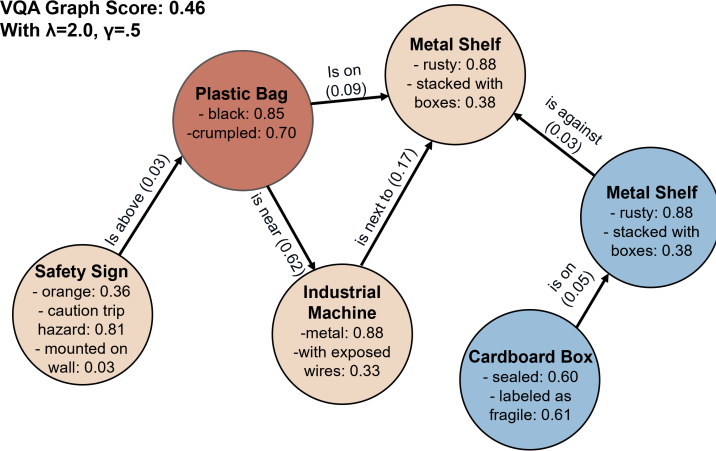 VQA Graph Score: 0.46
With λ=2.0, γ=.5
Metal Shelf
- rusty: 0.88
- stacked with
boxes: 0.38
Is on
(0.09)
Plastic Bag
- black: 0.85
-crumpled: 0.70
is against
(0.03)
Is above (0.03)
is near (0.62)
is next to (0.17)
Metal Shelf
- rusty: 0.88
- stacked with
boxes: 0.38
Safety Sign
- orange: 0.36
- caution trip
hazard: 0.81
- mounted on
wall: 0.03
Industrial
Machine
-metal: 0.88
-with exposed
wires: 0.33
is on
(0.05)
Cardboard Box
- sealed: 0.60
- labeled as
fragile: 0.61